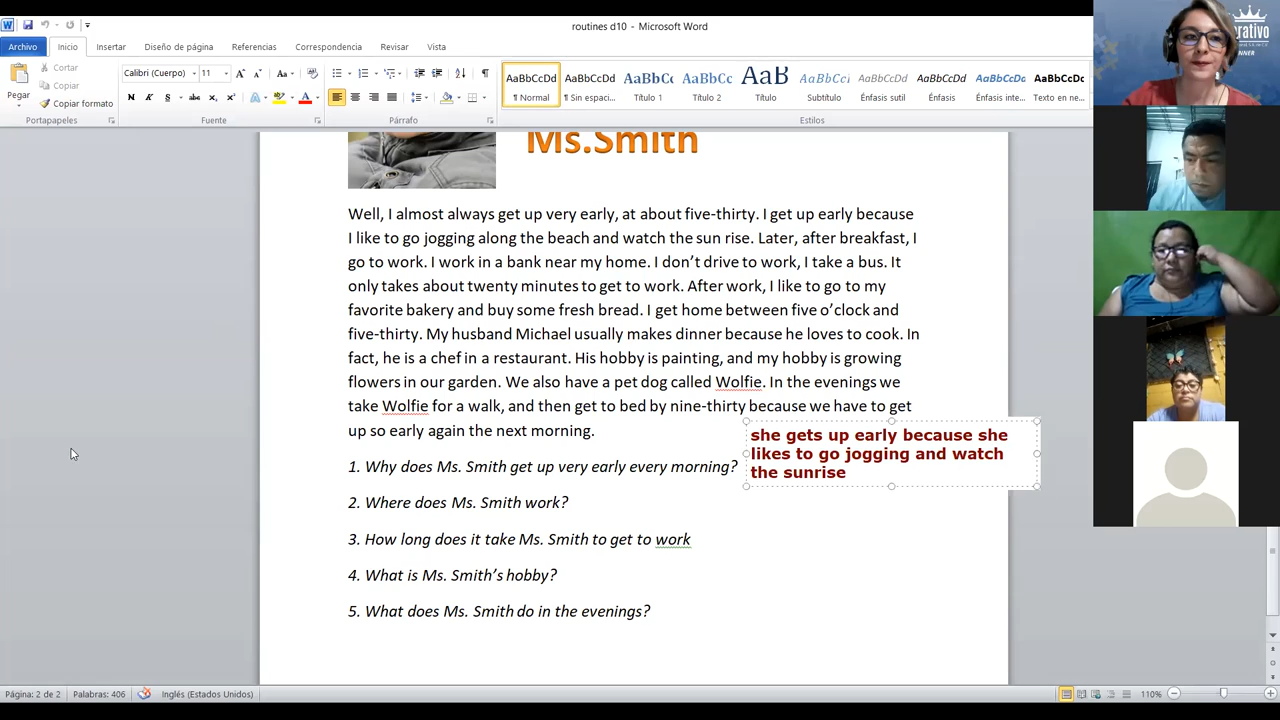 routines d10 - Microsoft Word
Archivo Inicio Insertar Diseño de página Referencias Correspondencia Revisar Vista
Cortar
Copiar
Copiar formato
Pegar
Portapapeles
Calibri (Cuerpo) 11
Fuente
Párrafo
AaBbCcDd AaBbCcDd AaBbCc AaBbCc AaB AaBbCcI AaBbCcDd AaBbCcDd AaBbCcDd AaBbCcDc
¶ Normal ¶ Sin espaci... Título 1 Título 2 Título Subtítulo Énfasis sutil Énfasis Énfasis inte... Texto en ne...
Estilos
Ms.Smith
Well, I almost always get up very early, at about five-thirty. I get up early because
I like to go jogging along the beach and watch the sun rise. Later, after breakfast, I
go to work. I work in a bank near my home. I don’t drive to work, I take a bus. It
only takes about twenty minutes to get to work. After work, I like to go to my
favorite bakery and buy some fresh bread. I get home between five o’clock and
five-thirty. My husband Michael usually makes dinner because he loves to cook. In
fact, he is a chef in a restaurant. His hobby is painting, and my hobby is growing
flowers in our garden. We also have a pet dog called Wolfie. In the evenings we
take Wolfie for a walk, and then get to bed by nine-thirty because we have to get
up so early again the next morning.
she gets up early because she
likes to go jogging and watch
the sunrise
1. Why does Ms. Smith get up very early every morning?
2. Where does Ms. Smith work?
3. How long does it take Ms. Smith to get to work
4. What is Ms. Smith’s hobby?
5. What does Ms. Smith do in the evenings?
Página: 2 de 2 Palabras: 406 Inglés (Estados Unidos) 110%